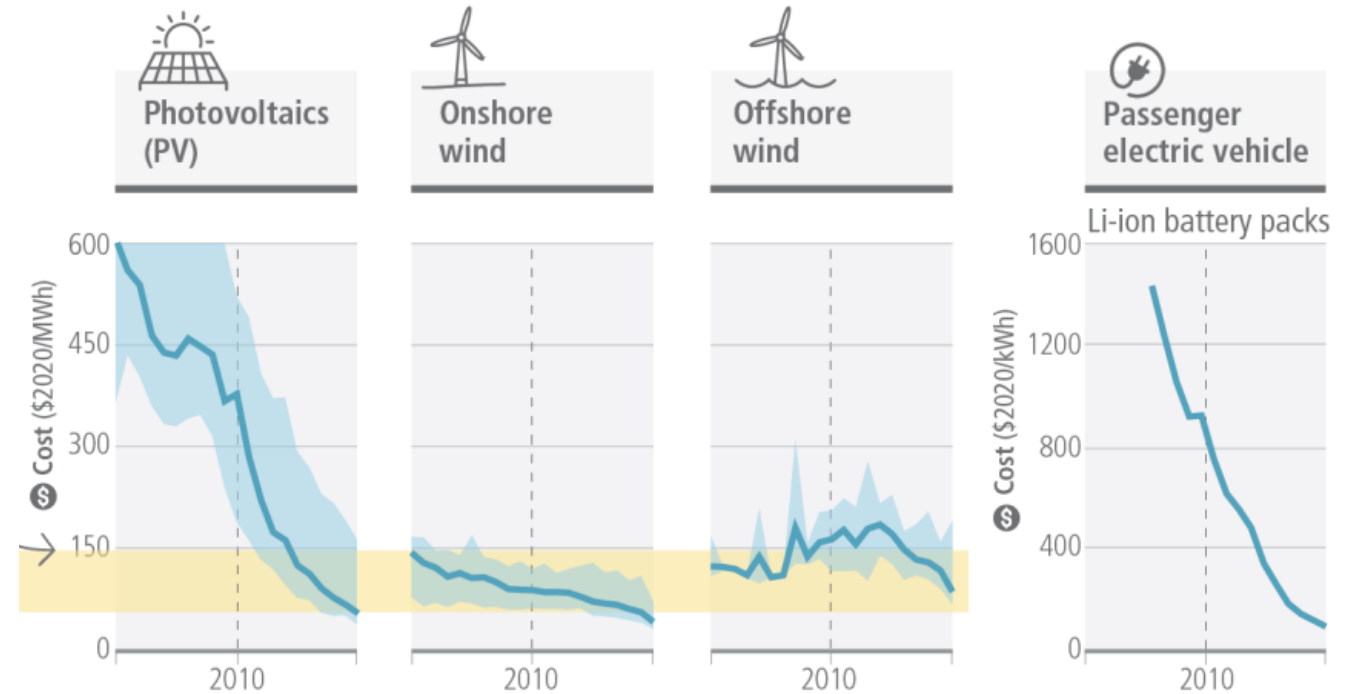 Photovoltaics
(PV)
Onshore
wind
Offshore
wind
Passenger
electric vehicle
Li-ion battery packs
$ Cost ($2020/MWh)
600
450
300
150
0
2010
2010
2010
$ Cost ($2020/kWh)
1600
1200
800
400
0
2010